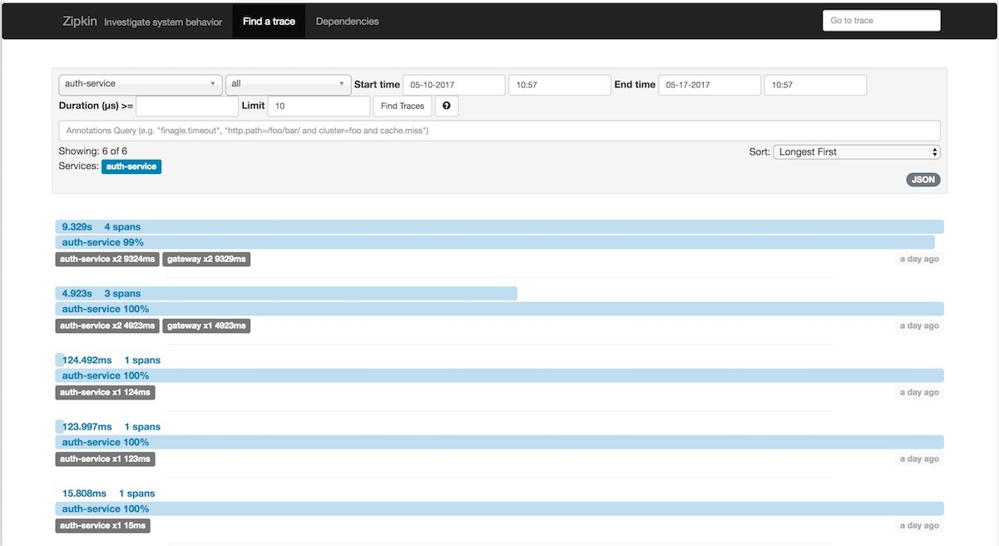 Zipkin Investigate system behavior Find a trace Dependencies Go to trace
auth-service all Start time 05-10-2017 10:57 End time 05-17-2017 10:57
Duration (μs) >= Limit 10 Find Traces ?
Annotations Query (e.g. "finagle.timeout", "http.path=/foo/bar/ and cluster=foo and cache.miss")
Showing: 6 of 6 Sort: Longest First
Services: auth-service
JSON
9.329s 4 spans
auth-service 99%
auth-service x2 9324ms gateway x2 9329ms a day ago
4.923s 3 spans
auth-service 100%
auth-service x2 4923ms gateway x1 4923ms a day ago
124.492ms 1 spans
auth-service 100%
auth-service x1 124ms a day ago
123.997ms 1 spans
auth-service 100%
auth-service x1 123ms a day ago
15.808ms 1 spans
auth-service 100%
auth-service x1 15ms a day ago